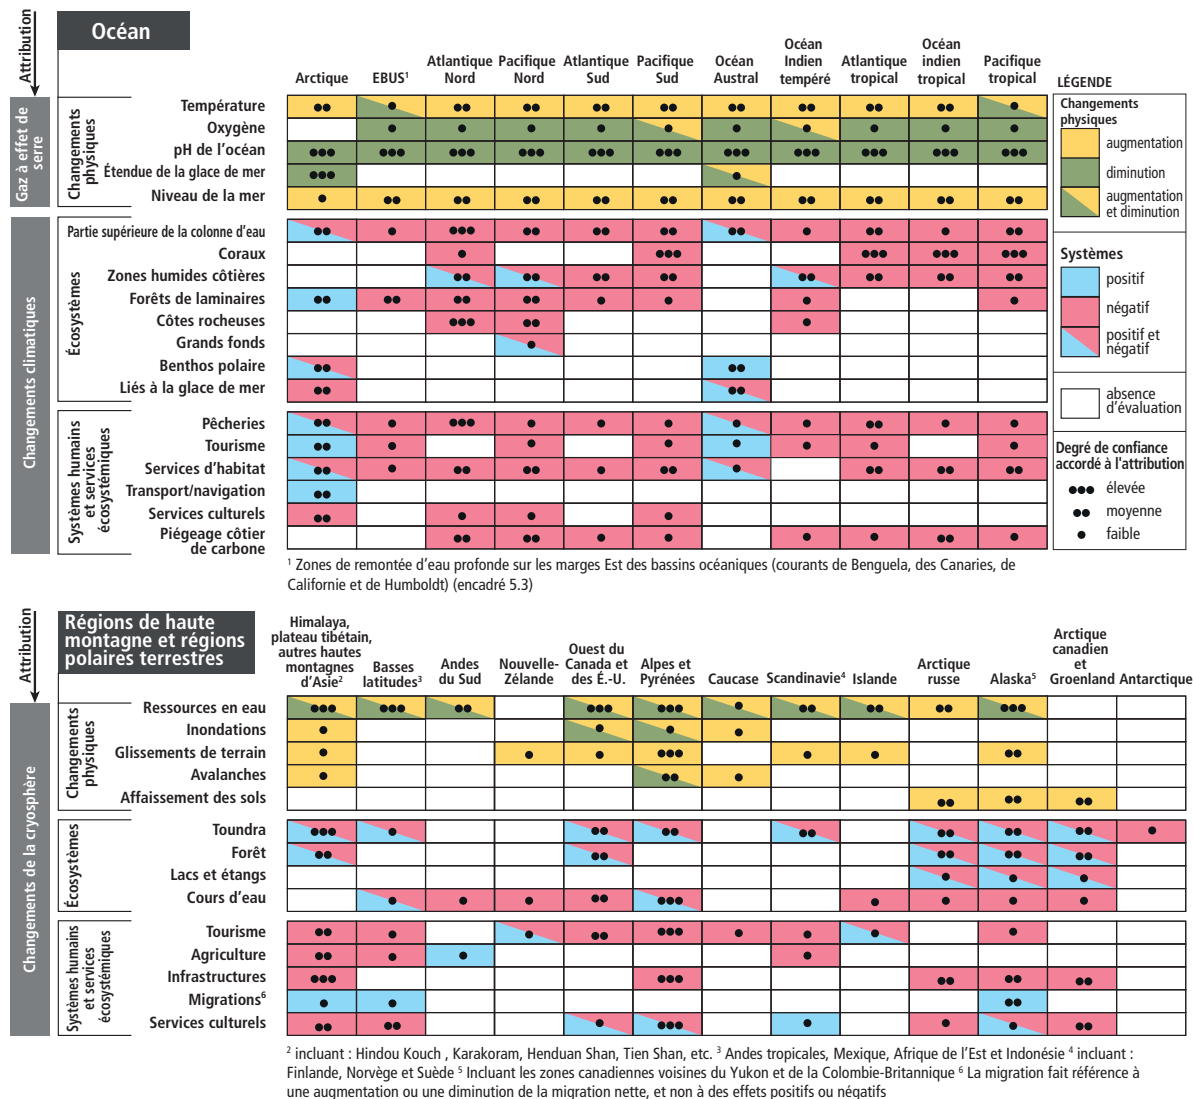 Attribution
Océan
Arctique
EBUS¹
Atlantique
Nord
Pacifique
Nord
Atlantique
Sud
Pacifique
Sud
Océan
Austral
Océan
Indien
tempéré
Atlantique
tropical
Océan
indien
tropical
Pacifique
tropical
Gaz à effet de
serre
Changements
physiques
Température
Oxygène
pH de l'océan
Étendue de la glace de mer
Niveau de la mer
Changements climatiques
Écosystèmes
Partie supérieure de la colonne d'eau
Coraux
Zones humides côtières
Forêts de laminaires
Côtes rocheuses
Grands fonds
Benthos polaire
Liés à la glace de mer
Systèmes humains
et services
écosystémiques
Pêcheries
Tourisme
Services d'habitat
Transport/navigation
Services culturels
Piégeage côtier
de carbone
LÉGENDE
Changements
physiques
augmentation
diminution
augmentation
et diminution
Systèmes
positif
négatif
positif et
négatif
absence
d'évaluation
Degré de confiance
accordé à l'attribution
élevée
moyenne
faible
¹ Zones de remontée d'eau profonde sur les marges Est des bassins océaniques (courants de Benguela, des Canaries, de
Californie et de Humboldt) (encadré 5.3)
Attribution
Régions de haute
montagne et régions
polaires terrestres
Himalaya,
plateau tibétain,
autres hautes
montagnes
d'Asie²
Basses
latitudes³
Andes
du Sud
Nouvelle-
Zélande
Ouest du
Canada et
des É.-U.
Alpes et
Pyrénées
Caucase
Scandinavie⁴
Islande
Arctique
russe
Alaska⁵
Arctique
canadien
et
Groenland
Antarctique
Changements de la cryosphère
Changements
physiques
Ressources en eau
Inondations
Glissements de terrain
Avalanches
Affaissement des sols
Écosystèmes
Toundra
Forêt
Lacs et étangs
Cours d'eau
Systèmes humains
et services
écosystémiques
Tourisme
Agriculture
Infrastructures
Migrations⁶
Services culturels
² incluant : Hindou Kouch , Karakoram, Henduan Shan, Tien Shan, etc. ³ Andes tropicales, Mexique, Afrique de l'Est et Indonésie ⁴ incluant :
Finlande, Norvège et Suède ⁵ Incluant les zones canadiennes voisines du Yukon et de la Colombie-Britannique ⁶ La migration fait référence à
une augmentation ou une diminution de la migration nette, et non à des effets positifs ou négatifs